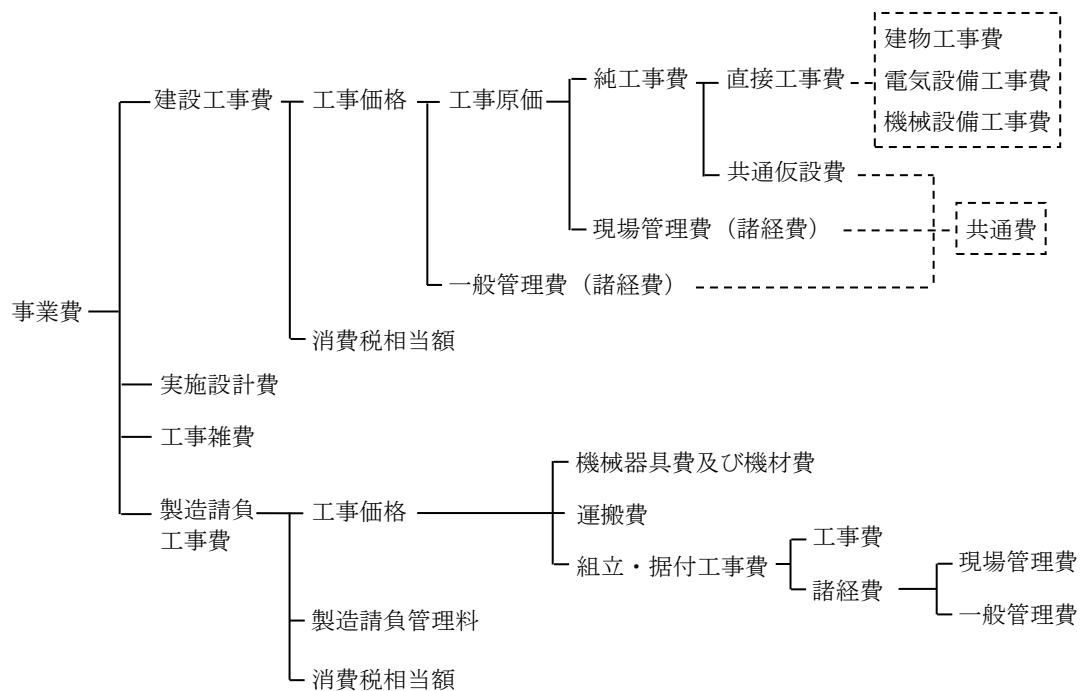 建物工事費
純工事費
直接工事費
電気設備工事費
建設工事費
工事価格
工事原価
機械設備工事費
共通仮設費
現場管理費（諸経費）
共通費
一般管理費（諸経費）
事業費
消費税相当額
実施設計費
工事雑費
機械器具費及び機材費
製造請負
工事費
工事価格
運搬費
工事費
組立・据付工事費
現場管理費
諸経費
一般管理費
製造請負管理料
消費税相当額